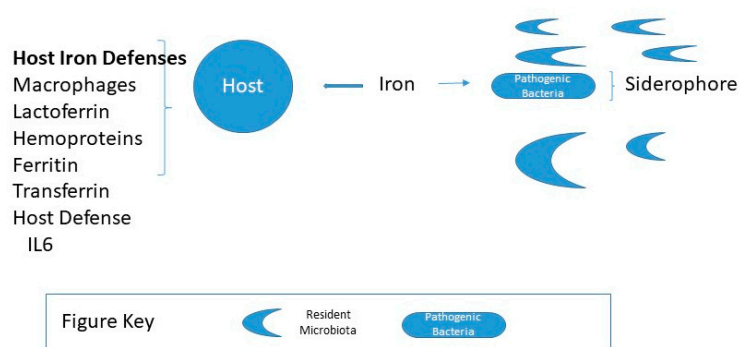 Host Iron Defenses
Macrophages
Lactoferrin
Hemoproteins
Ferritin
Transferrin
Host Defense
IL6
Host
Iron
Pathogenic
Bacteria
Siderophore
Figure Key
Resident
Microbiota
Pathogenic
Bacteria